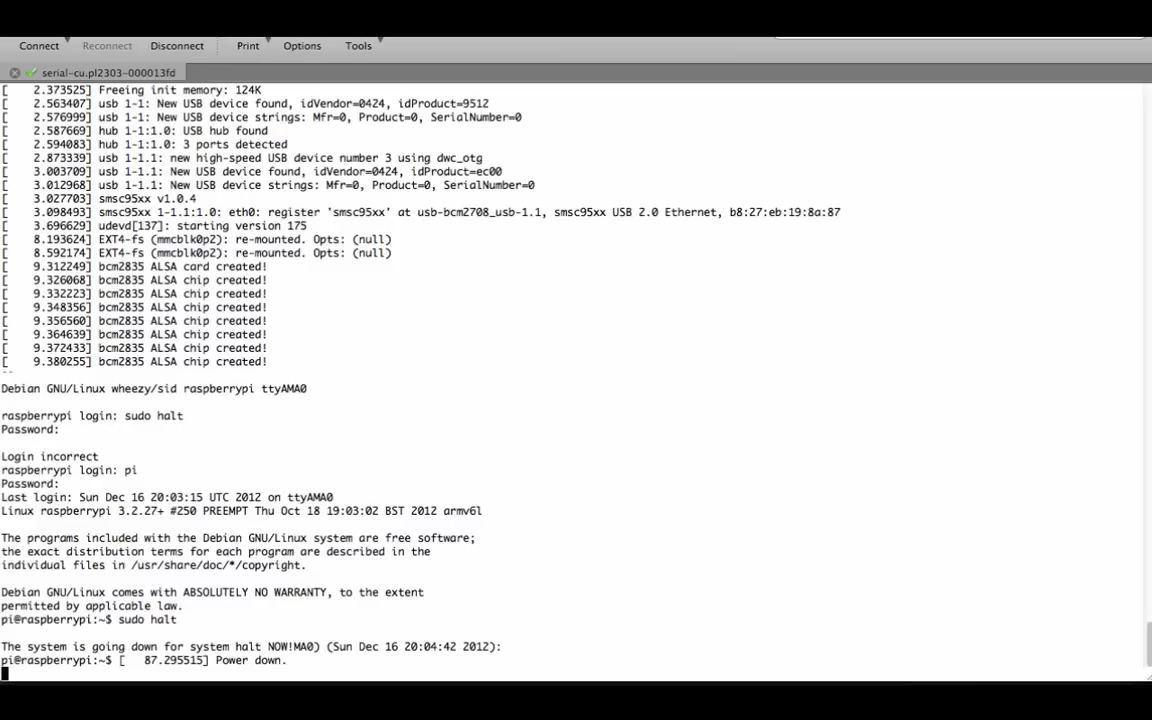 Connect Reconnect Disconnect Print Options Tools
serial-cu.pl2303-000013fd
[    2.373525] Freeing init memory: 124K
[    2.563407] usb 1-1: New USB device found, idVendor=0424, idProduct=9512
[    2.576999] usb 1-1: New USB device strings: Mfr=0, Product=0, SerialNumber=0
[    2.587669] hub 1-1:1.0: USB hub found
[    2.594083] hub 1-1:1.0: 3 ports detected
[    2.873339] usb 1-1.1: new high-speed USB device number 3 using dwc_otg
[    3.003709] usb 1-1.1: New USB device found, idVendor=0424, idProduct=ec00
[    3.012968] usb 1-1.1: New USB device strings: Mfr=0, Product=0, SerialNumber=0
[    3.027703] smsc95xx v1.0.4
[    3.098493] smsc95xx 1-1.1:1.0: eth0: register 'smsc95xx' at usb-bcm2708_usb-1.1, smsc95xx USB 2.0 Ethernet, b8:27:eb:19:8a:87
[    3.696629] udevd[137]: starting version 175
[    8.193624] EXT4-fs (mmcblk0p2): re-mounted. Opts: (null)
[    8.592174] EXT4-fs (mmcblk0p2): re-mounted. Opts: (null)
[    9.312249] bcm2835 ALSA card created!
[    9.326068] bcm2835 ALSA chip created!
[    9.332223] bcm2835 ALSA chip created!
[    9.348356] bcm2835 ALSA chip created!
[    9.356560] bcm2835 ALSA chip created!
[    9.364639] bcm2835 ALSA chip created!
[    9.372433] bcm2835 ALSA chip created!
[    9.380255] bcm2835 ALSA chip created!
Debian GNU/Linux wheezy/sid raspberrypi ttyAMA0
raspberrypi login: sudo halt
Password:
Login incorrect
raspberrypi login: pi
Password:
Last login: Sun Dec 16 20:03:15 UTC 2012 on ttyAMA0
Linux raspberrypi 3.2.27+ #250 PREEMPT Thu Oct 18 19:03:02 BST 2012 armv6l
The programs included with the Debian GNU/Linux system are free software;
the exact distribution terms for each program are described in the
individual files in /usr/share/doc/*/copyright.
Debian GNU/Linux comes with ABSOLUTELY NO WARRANTY, to the extent
permitted by applicable law.
pi@raspberrypi:~$ sudo halt
The system is going down for system halt NOW!MA0) (Sun Dec 16 20:04:42 2012):
pi@raspberrypi:~$ [   87.295515] Power down.